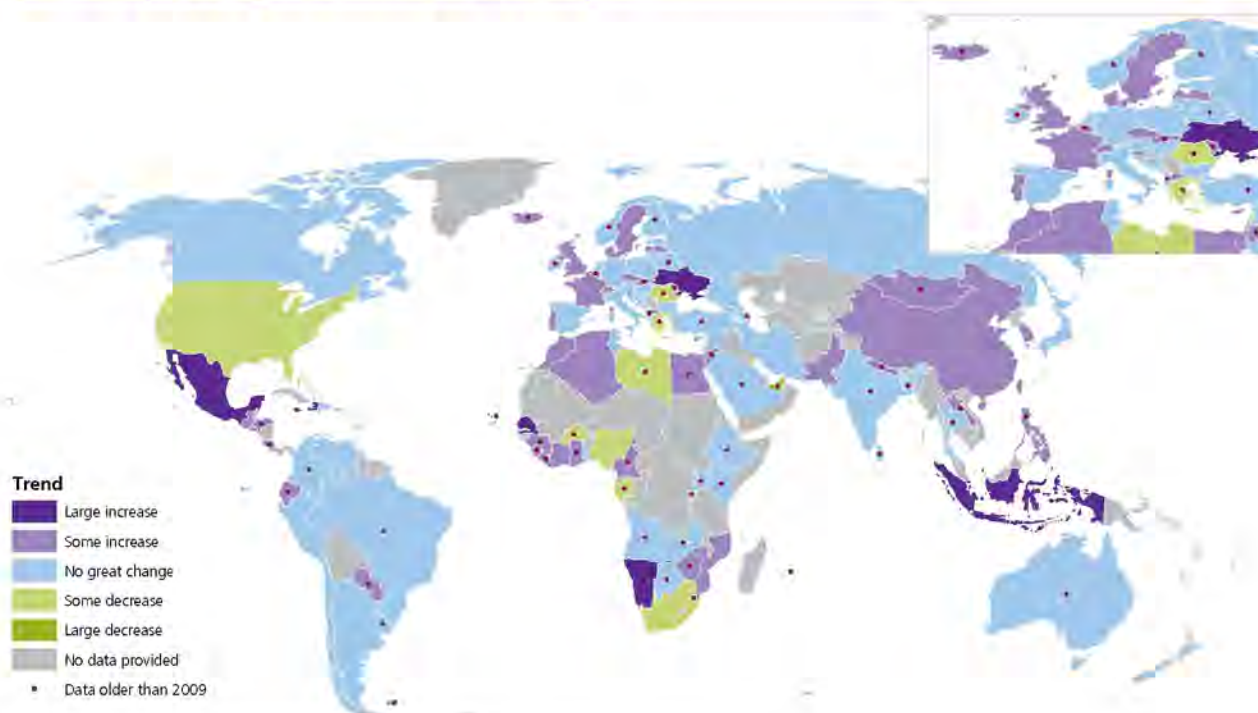 Trend
Large increase
Some increase
No great change
Some decrease
Large decrease
No data provided
Data older than 2009